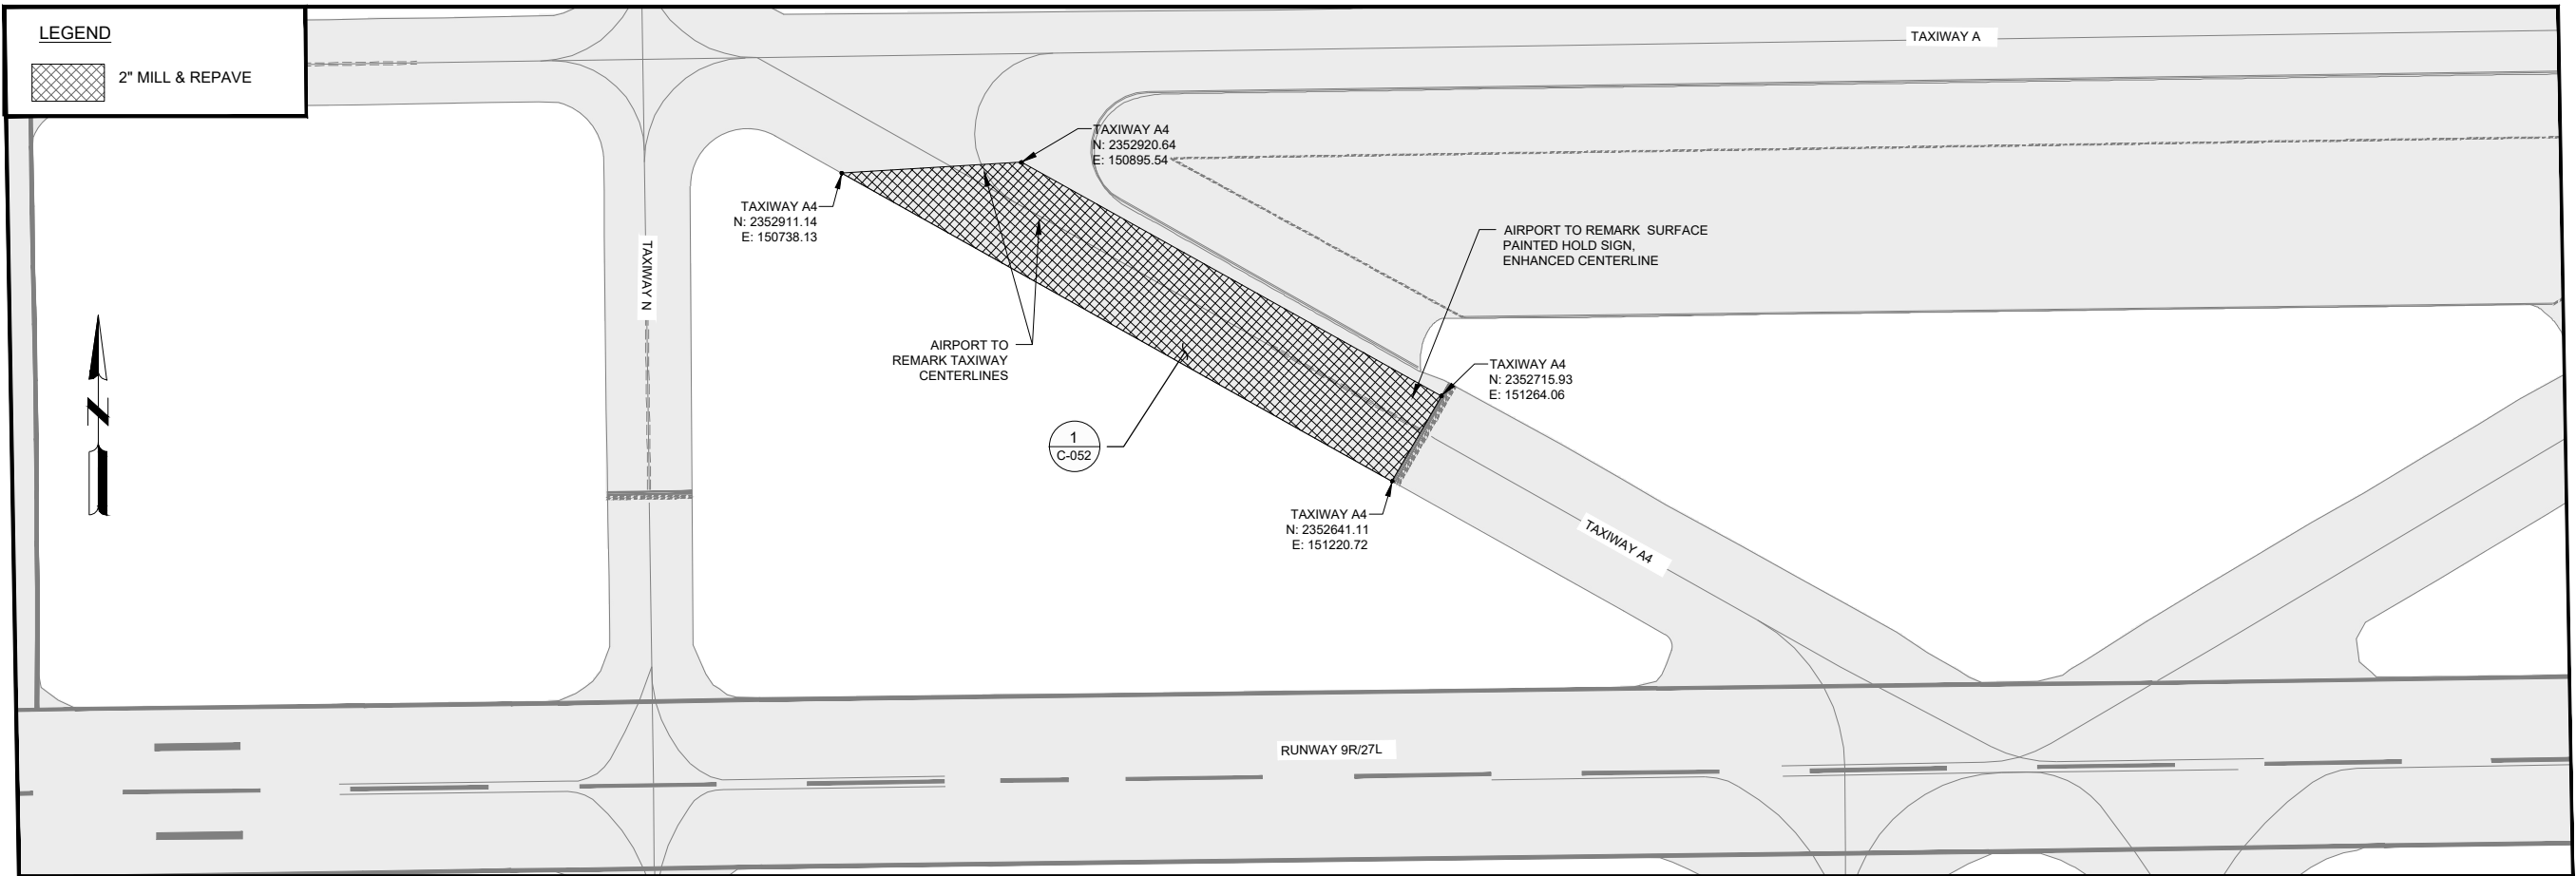 LEGEND
2" MILL & REPAVE
TAXIWAY A
TAXIWAY A4
N: 2352920.64
E: 150895.54
TAXIWAY A4
N: 2352911.14
E: 150738.13
TAXIWAY N
AIRPORT TO REMARK SURFACE
PAINTED HOLD SIGN,
ENHANCED CENTERLINE
AIRPORT TO
REMARK TAXIWAY
CENTERLINES
TAXIWAY A4
N: 2352715.93
E: 151264.06
1
C-052
N
TAXIWAY A4
N: 2352641.11
E: 151220.72
TAXIWAY A4
RUNWAY 9R/27L